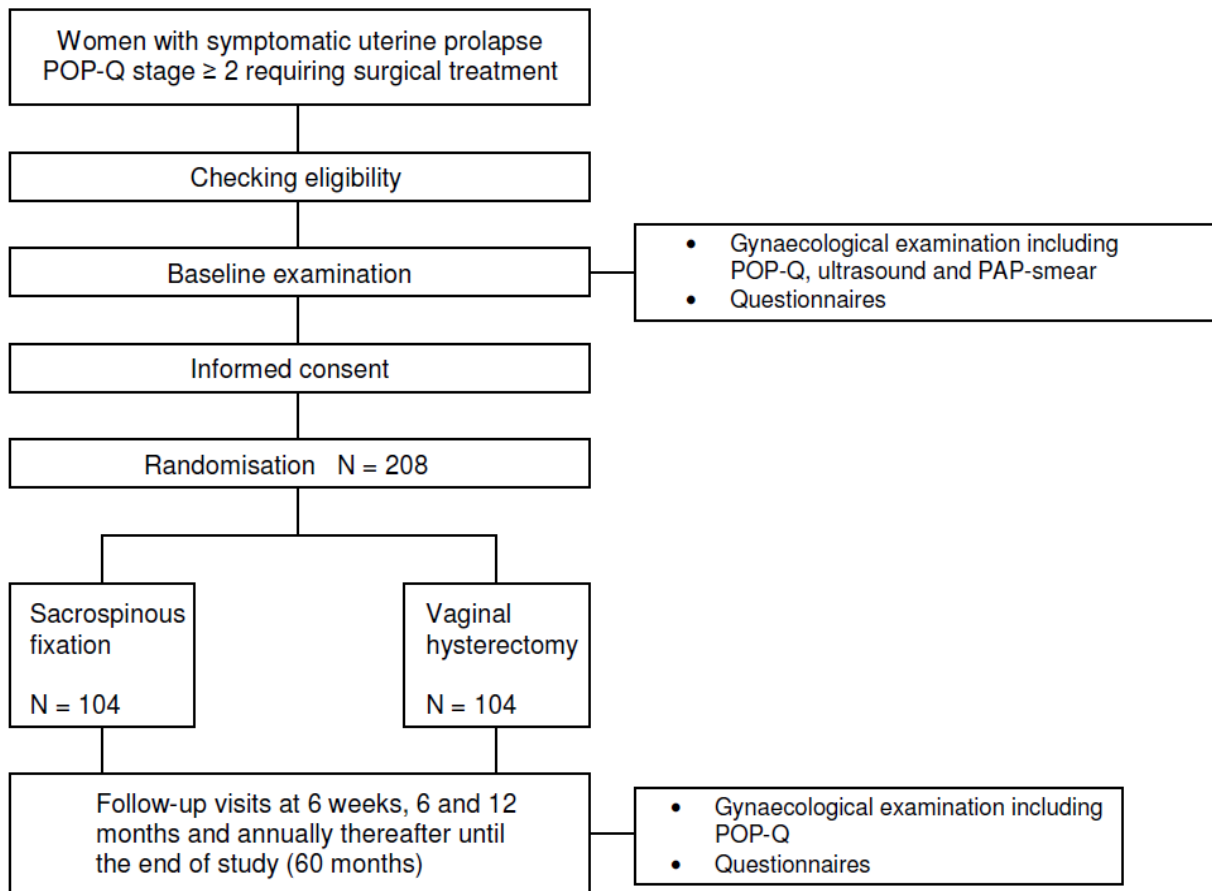 Women with symptomatic uterine prolapse
POP-Q stage ≥ 2 requiring surgical treatment
Checking eligibility
Baseline examination
• Gynaecological examination including
POP-Q, ultrasound and PAP-smear
• Questionnaires
Informed consent
Randomisation N = 208
Sacrospinous
fixation
N = 104
Vaginal
hysterectomy
N = 104
Follow-up visits at 6 weeks, 6 and 12
months and annually thereafter until
the end of study (60 months)
• Gynaecological examination including
POP-Q
• Questionnaires